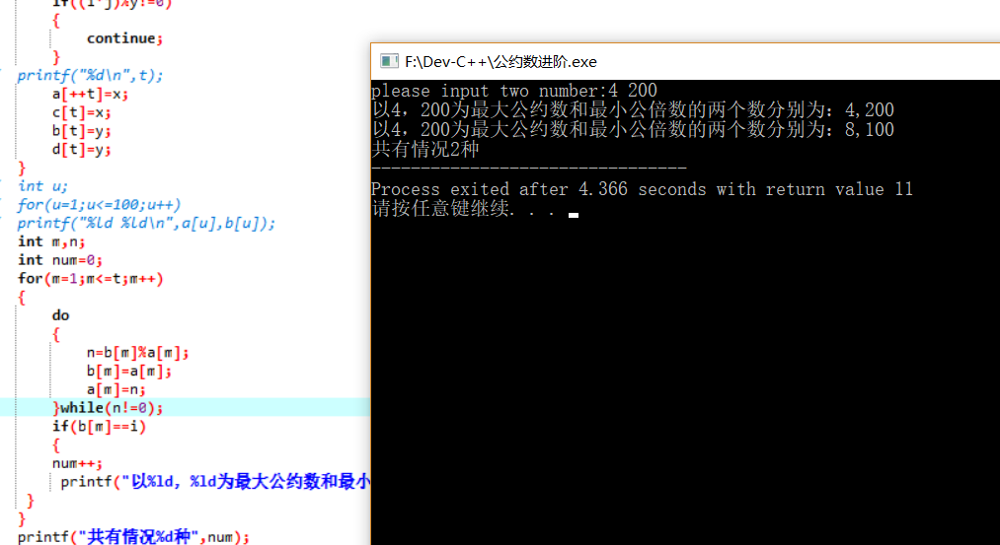 if((i*j)%y!=0)
{
continue;
}
printf("%d\n",t);
a[++t]=x;
c[t]=x;
b[t]=y;
d[t]=y;
}
int u;
for(u=1;u<=100;u++)
printf("%ld %ld\n",a[u],b[u]);
int m,n;
int num=0;
for(m=1;m<=t;m++)
{
do
{
n=b[m]%a[m];
b[m]=a[m];
a[m]=n;
}while(n!=0);
if(b[m]==i)
{
num++;
printf("以%ld, %ld为最大公约数和最小
}
}
printf("共有情况%d种",num);
F:\Dev-C++\公约数进阶.exe
please input two number:4 200
以4，200为最大公约数和最小公倍数的两个数分别为：4,200
以4，200为最大公约数和最小公倍数的两个数分别为：8,100
共有情况2种
--------------------------------
Process exited after 4.366 seconds with return value 11
请按任意键继续. . .